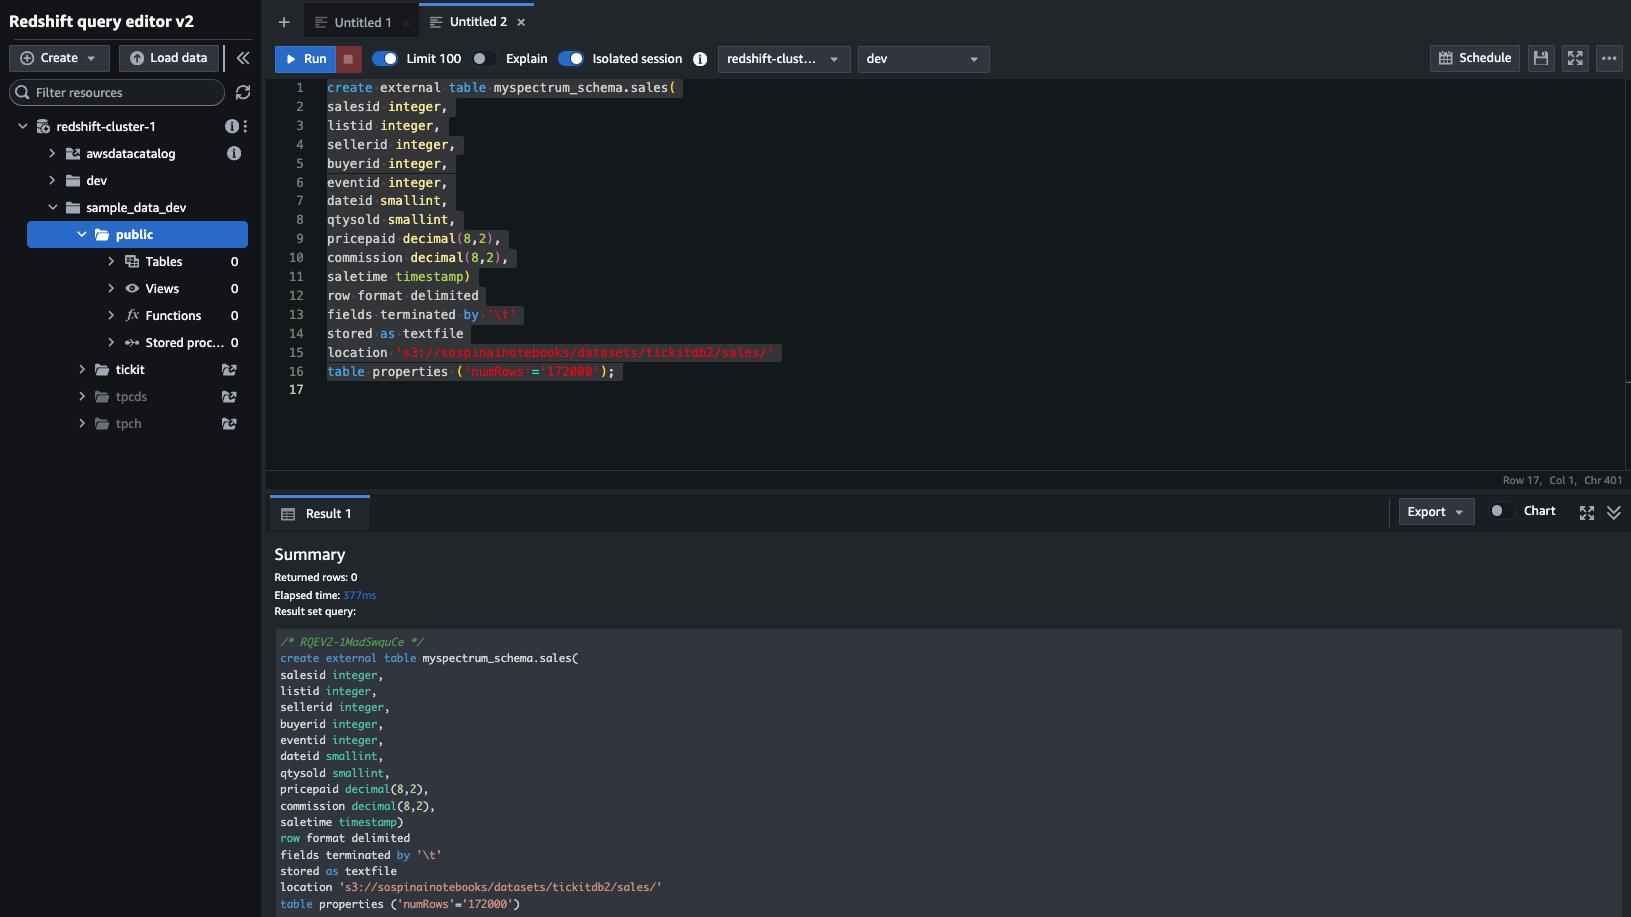 Redshift query editor v2
Create
Load data
Filter resources
redshift-cluster-1
awsdatacatalog
dev
sample_data_dev
public
Tables 0
Views 0
fx Functions 0
Stored proc... 0
tickit
tpcds
tpch
+ Untitled 1 × Untitled 2 ×
Run Limit 100 Explain Isolated session redshift-clust... dev Schedule
1 create external table myspectrum_schema.sales(
2 salesid integer,
3 listid integer,
4 sellerid integer,
5 buyerid integer,
6 eventid integer,
7 dateid smallint,
8 qtysold smallint,
9 pricepaid decimal(8,2),
10 commission decimal(8,2),
11 saletime timestamp)
12 row format delimited
13 fields terminated by '\t'
14 stored as textfile
15 location 's3://sospinainotebooks/datasets/tickitdb2/sales/'
16 table properties ('numRows'='172000');
17
Row 17, Col 1, Chr 401
Result 1
Export Chart
Summary
Returned rows: 0
Elapsed time: 377ms
Result set query:
/* RQEV2-1MadSwquCe */
create external table myspectrum_schema.sales(
salesid integer,
listid integer,
sellerid integer,
buyerid integer,
eventid integer,
dateid smallint,
qtysold smallint,
pricepaid decimal(8,2),
commission decimal(8,2),
saletime timestamp)
row format delimited
fields terminated by '\t'
stored as textfile
location 's3://sospinainotebooks/datasets/tickitdb2/sales/'
table properties ('numRows'='172000')